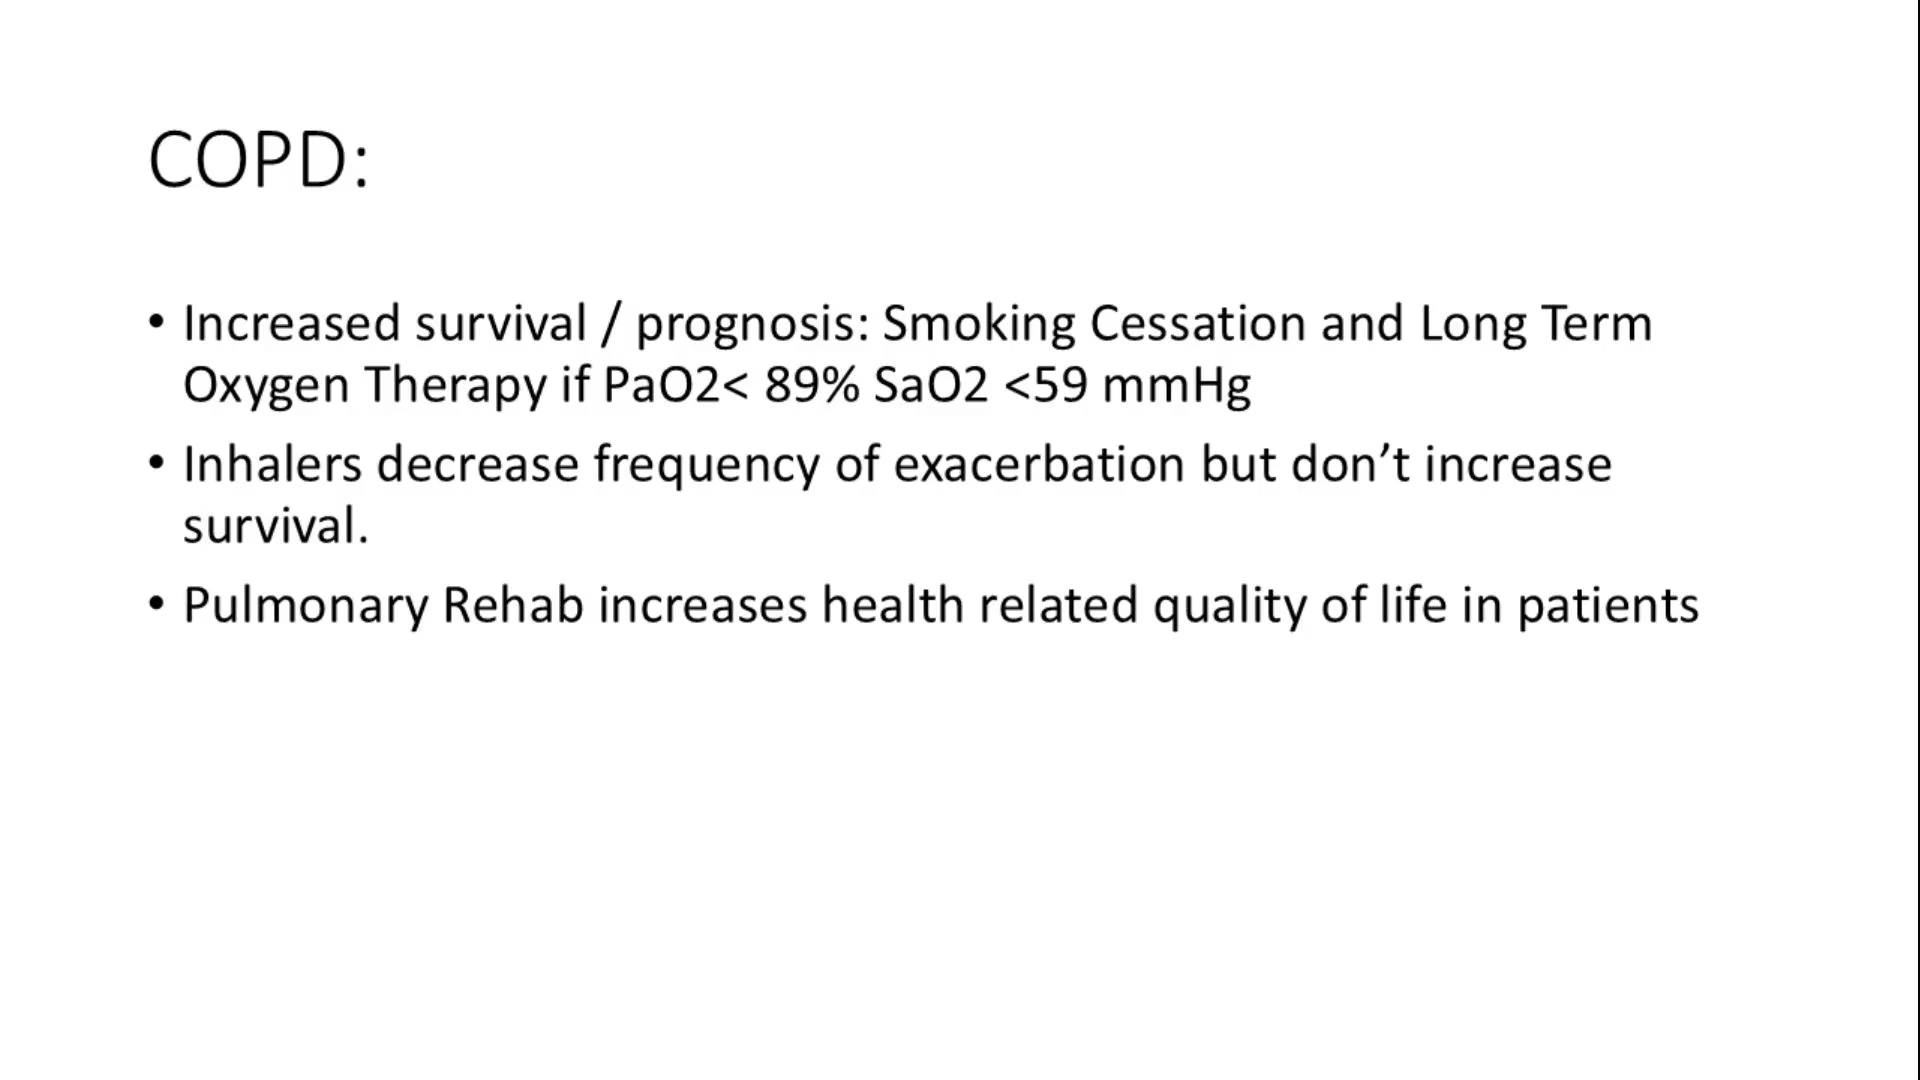 COPD:
• Increased survival / prognosis: Smoking Cessation and Long Term
Oxygen Therapy if PaO2< 89% SaO2 <59 mmHg
• Inhalers decrease frequency of exacerbation but don’t increase
survival.
• Pulmonary Rehab increases health related quality of life in patients